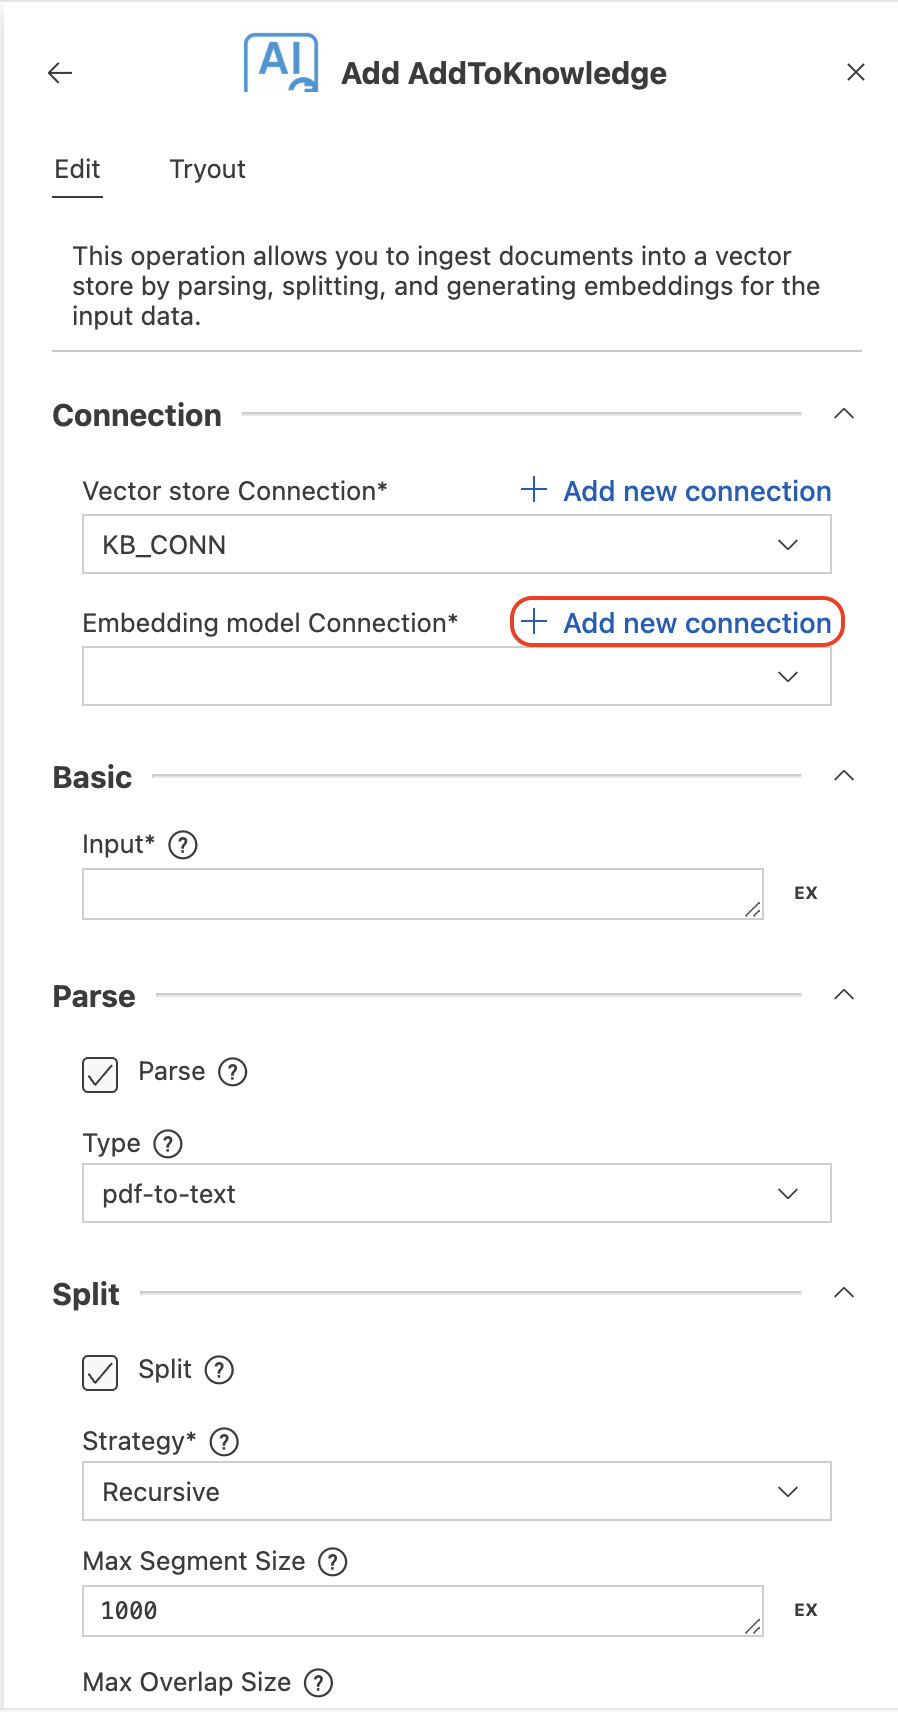 AI
Add AddToKnowledge
Edit
Tryout
This operation allows you to ingest documents into a vector
store by parsing, splitting, and generating embeddings for the
input data.
Connection
Vector store Connection*
+ Add new connection
KB_CONN
Embedding model Connection*
+ Add new connection
Basic
Input* ?
EX
Parse
Parse ?
Type ?
pdf-to-text
Split
Split ?
Strategy* ?
Recursive
Max Segment Size ?
1000
EX
Max Overlap Size ?